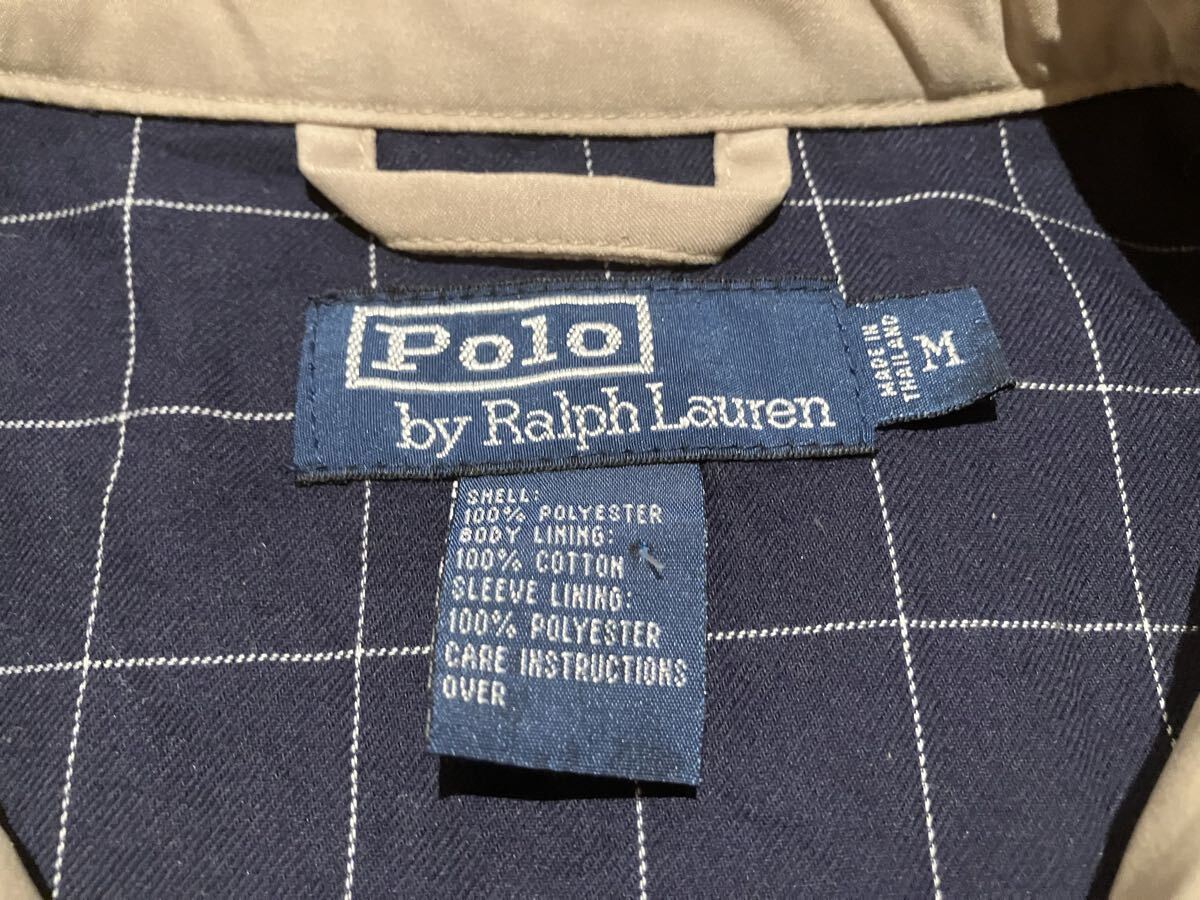 Polo
by Ralph Lauren
MADE IN
THAILAND
M
SHELL:
100% POLYESTER
BODY LINING:
100% COTTON
SLEEVE LINING:
100% POLYESTER
CARE INSTRUCTIONS
OVER